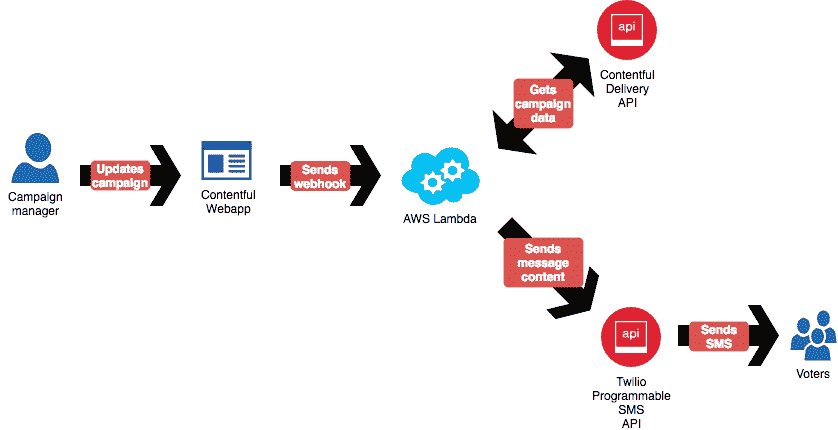 Campaign
manager
Updates
campaign
Contentful
Webapp
Sends
webhook
AWS Lambda
Gets
campaign
data
api
Contentful
Delivery
API
Sends
message
content
api
Twilio
Programmable
SMS
API
Sends
SMS
Voters